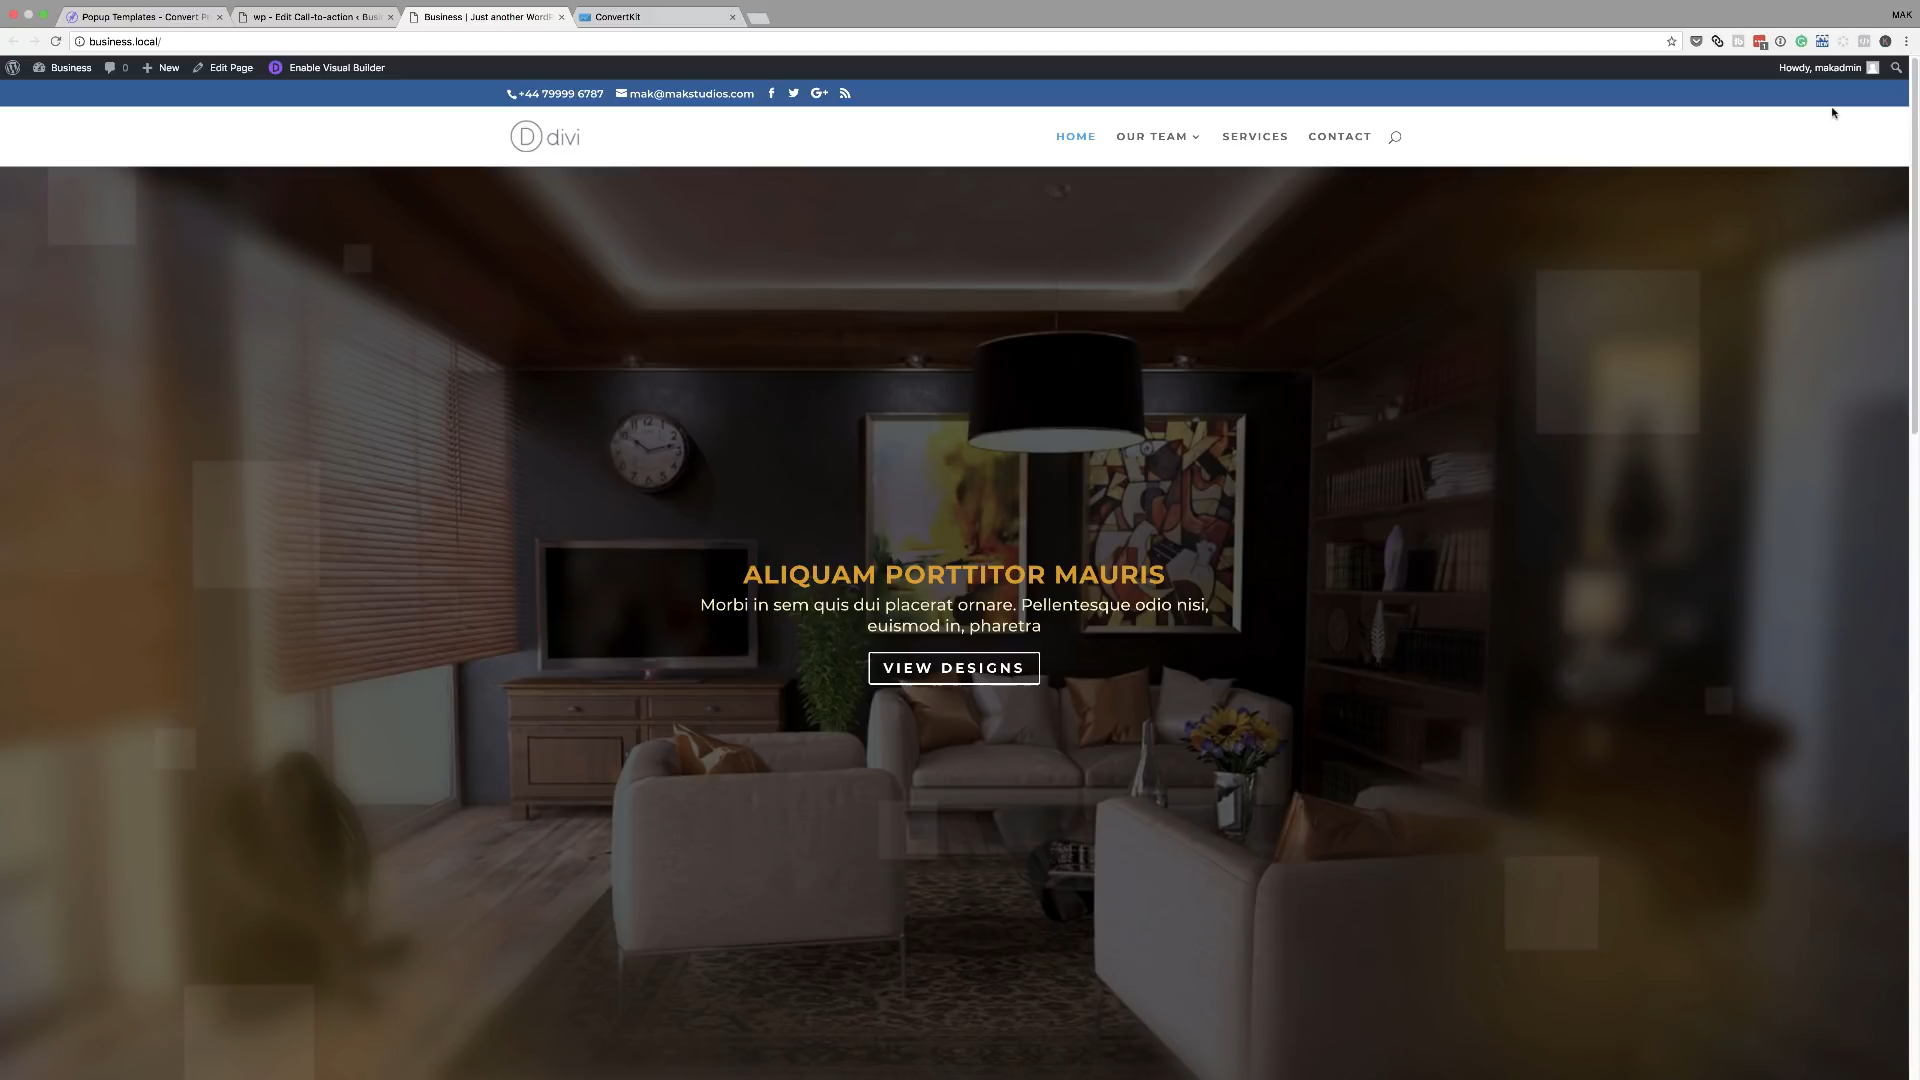 Popup Templates - Convert P
wp - Edit Call-to-action ‹ Busi
Business | Just another WordP
ConvertKit
MAK
business.local/
Business
0
New
Edit Page
D
Enable Visual Builder
Howdy, makadmin
+44 79999 6787
mak@makstudios.com
D divi
HOME
OUR TEAM
SERVICES
CONTACT
ALIQUAM PORTTITOR MAURIS
Morbi in sem quis dui placerat ornare. Pellentesque odio nisi,
euismod in, pharetra
VIEW DESIGNS